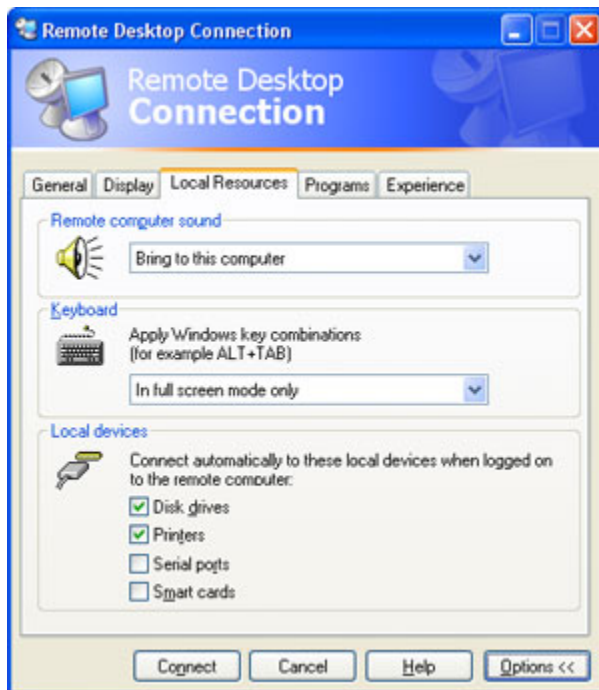 Remote Desktop Connection
Remote Desktop
Connection
General Display Local Resources Programs Experience
Remote computer sound
Bring to this computer
Keyboard
Apply Windows key combinations
(for example ALT+TAB)
In full screen mode only
Local devices
Connect automatically to these local devices when logged on
to the remote computer:
Disk drives
Printers
Serial ports
Smart cards
Connect Cancel Help Options <<